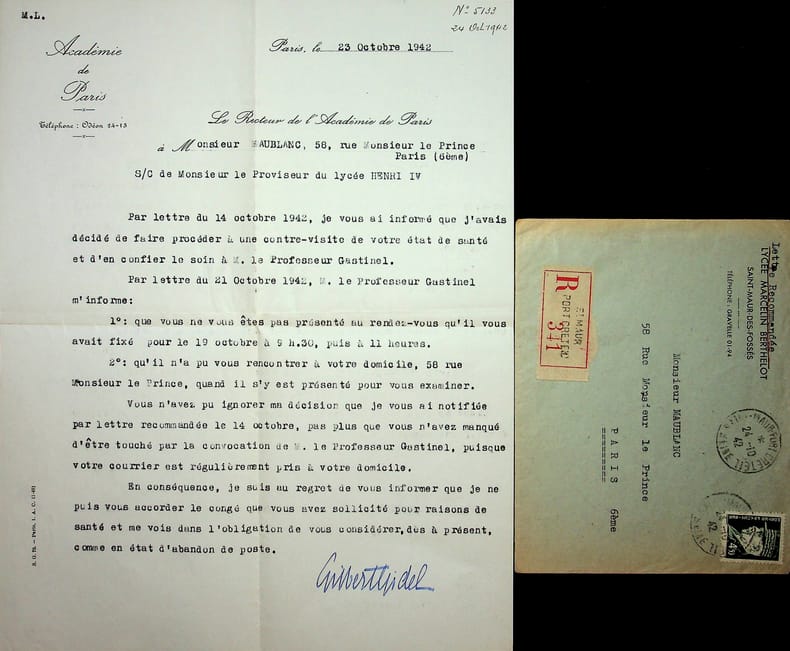 M.L.
Nº 5133
24 Oct 1942
Académie
de
Paris
Téléphone : Odéon 24-13
Paris, le 23 Octobre 1942
Le Recteur de l'Académie de Paris
à Monsieur MAUBLANC, 58, rue Monsieur le Prince
Paris (6ème)
S/C de Monsieur le Proviseur du lycée HENRI IV
Par lettre du 14 octobre 1942, je vous ai informé que j'avais
décidé de faire procéder à une contre-visite de votre état de santé
et d'en confier le soin à M. le Professeur Gastinel.
Par lettre du 21 Octobre 1942, M. le Professeur Gastinel
m'informe:
1°: que vous ne vous êtes pas présenté au rendez-vous qu'il vous
avait fixé pour le 19 octobre à 9 h.30, puis à 11 heures.
2°: qu'il n'a pu vous rencontrer à votre domicile, 58 rue
Monsieur le Prince, quand il s'y est présenté pour vous examiner.
Vous n'avez pu ignorer ma décision que je vous ai notifiée
par lettre recommandée le 14 octobre, pas plus que vous n'avez manqué
d'être touché par la convocation de M. le Professeur Gastinel, puisque
votre courrier est régulièrement pris à votre domicile.
En conséquence, je suis au regret de vous informer que je ne
puis vous accorder le congé que vous avez sollicité pour raisons de
santé et me vois dans l'obligation de vous considérer,dès à présent,
comme en état d'abandon de poste.
Gilbert Gidel
Lettre Recommandée
LYCÉE MARCELIN BERTHELOT
SAINT-MAUR-DES-FOSSÉS
TÉLÉPHONE : GRAVELLE 01-94
R
ST MAUR
PORT CRETEIL
341
Monsieur MAUBLANC
58 Rue Monsieur le Prince
PARIS 6ème
24 -10
42